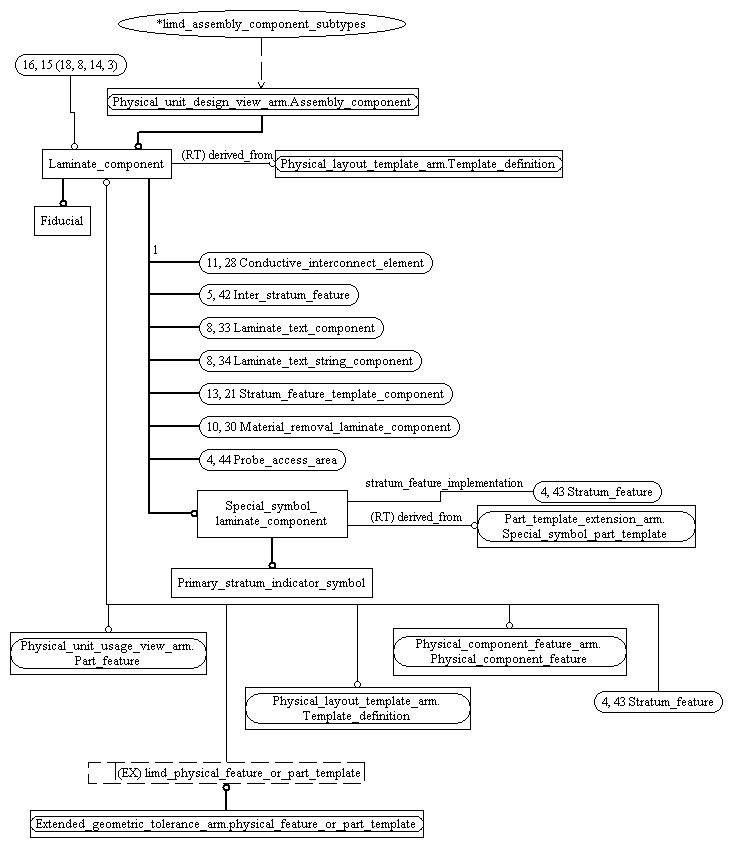 *limd_assembly_component_subtypes
16, 15 (18, 8, 14, 3)
Physical_unit_design_view_arm.Assembly_component
Laminate_component
(RT) derived_from
Physical_layout_template_arm.Template_definition
Fiducial
1
11, 28 Conductive_interconnect_element
5, 42 Inter_stratum_feature
8, 33 Laminate_text_component
8, 34 Laminate_text_string_component
13, 21 Stratum_feature_template_component
10, 30 Material_removal_laminate_component
4, 44 Probe_access_area
Special_symbol_
laminate_component
stratum_feature_implementation
4, 43 Stratum_feature
(RT) derived_from
Part_template_extension_arm.
Special_symbol_part_template
Primary_stratum_indicator_symbol
Physical_unit_usage_view_arm.
Part_feature
Physical_component_feature_arm.
Physical_component_feature
Physical_layout_template_arm.
Template_definition
4, 43 Stratum_feature
(EX) limd_physical_feature_or_part_template
Extended_geometric_tolerance_arm.physical_feature_or_part_template